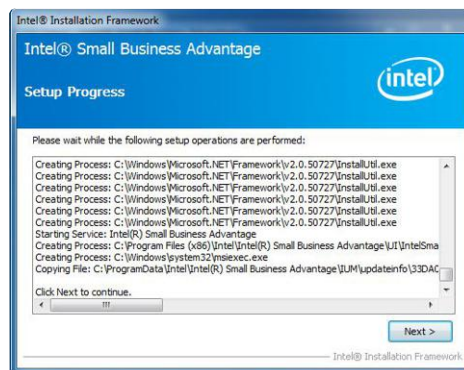 Intel® Installation Framework
Intel® Small Business Advantage
intel
Setup Progress
Please wait while the following setup operations are performed:
Creating Process: C:\Windows\Microsoft.NET\Framework\v2.0.50727\InstallUtil.exe
Creating Process: C:\Windows\Microsoft.NET\Framework\v2.0.50727\InstallUtil.exe
Creating Process: C:\Windows\Microsoft.NET\Framework\v2.0.50727\InstallUtil.exe
Creating Process: C:\Windows\Microsoft.NET\Framework\v2.0.50727\InstallUtil.exe
Creating Process: C:\Windows\Microsoft.NET\Framework\v2.0.50727\InstallUtil.exe
Creating Process: C:\Windows\Microsoft.NET\Framework\v2.0.50727\InstallUtil.exe
Starting Service: Intel(R) Small Business Advantage
Creating Process: C:\Program Files (x86)\Intel\Intel(R) Small Business Advantage\UI\IntelSma
Creating Process: C:\Windows\system32\msiexec.exe
Copying File: C:\ProgramData\Intel\Intel(R) Small Business Advantage\IUM\updateinfo\33DAC
Click Next to continue.
Next >
Intel® Installation Framework